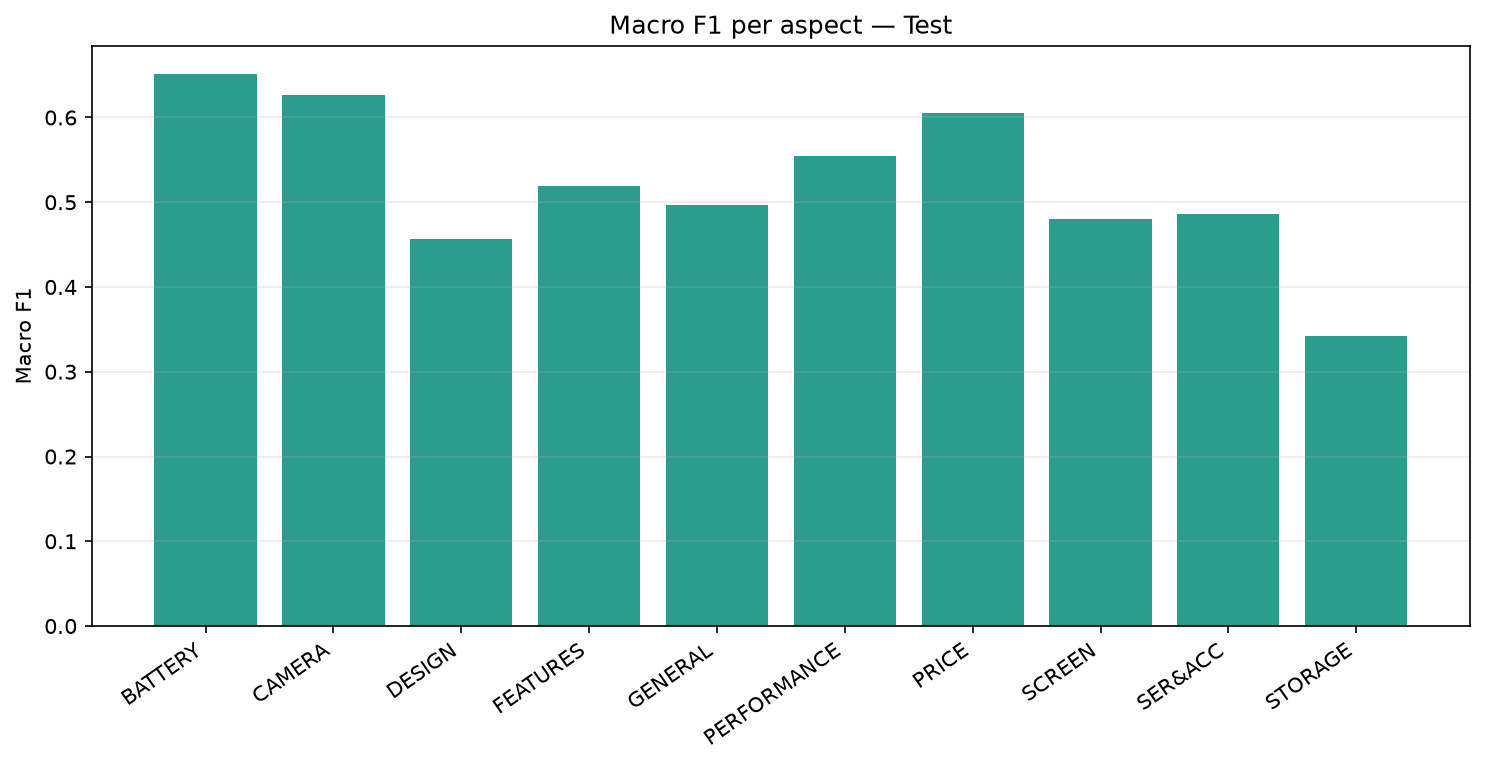 Macro F1 per aspect — Test
Macro F1
0.6
0.5
0.4
0.3
0.2
0.1
0.0
BATTERY
CAMERA
DESIGN
FEATURES
GENERAL
PERFORMANCE
PRICE
SCREEN
SER&ACC
STORAGE